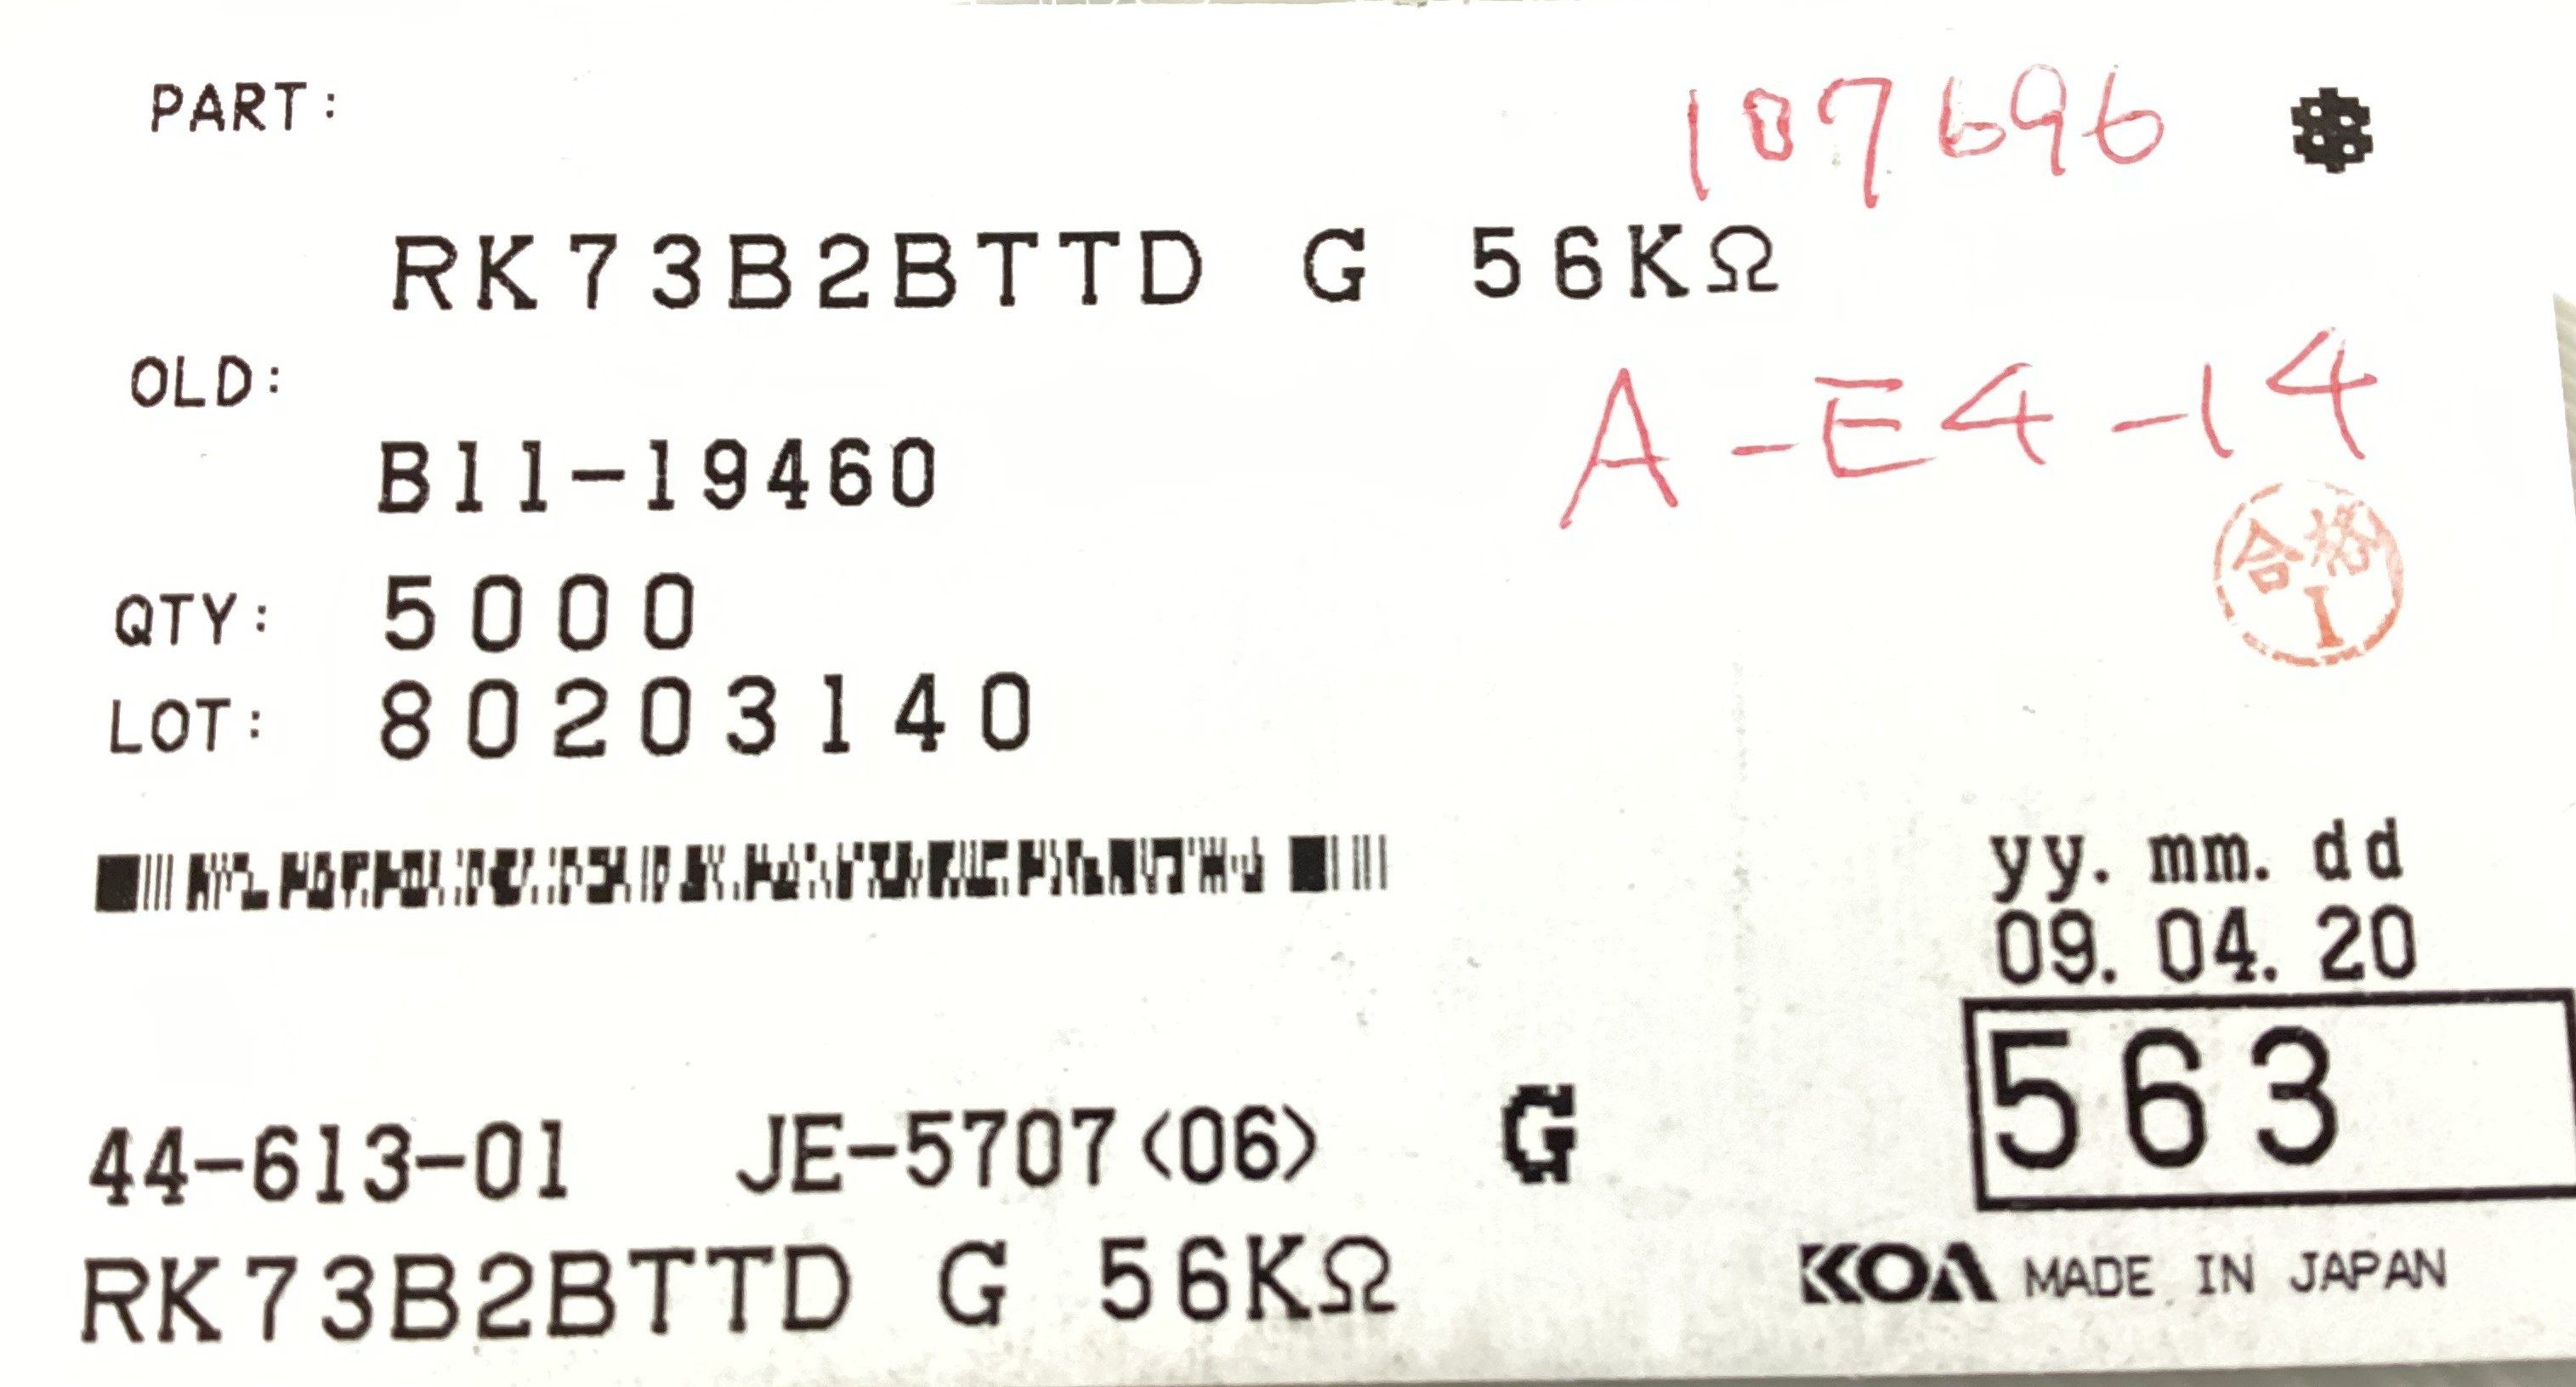 PART:
107696 *
RK73B2BTTD G 56KΩ
OLD:
A-E4-14
B11-19460
合格
I
QTY: 5000
LOT: 80203140
yy. mm. dd
09. 04. 20
563
44-613-01 JE-5707<06> G
RK73B2BTTD G 56KΩ
KOA MADE IN JAPAN